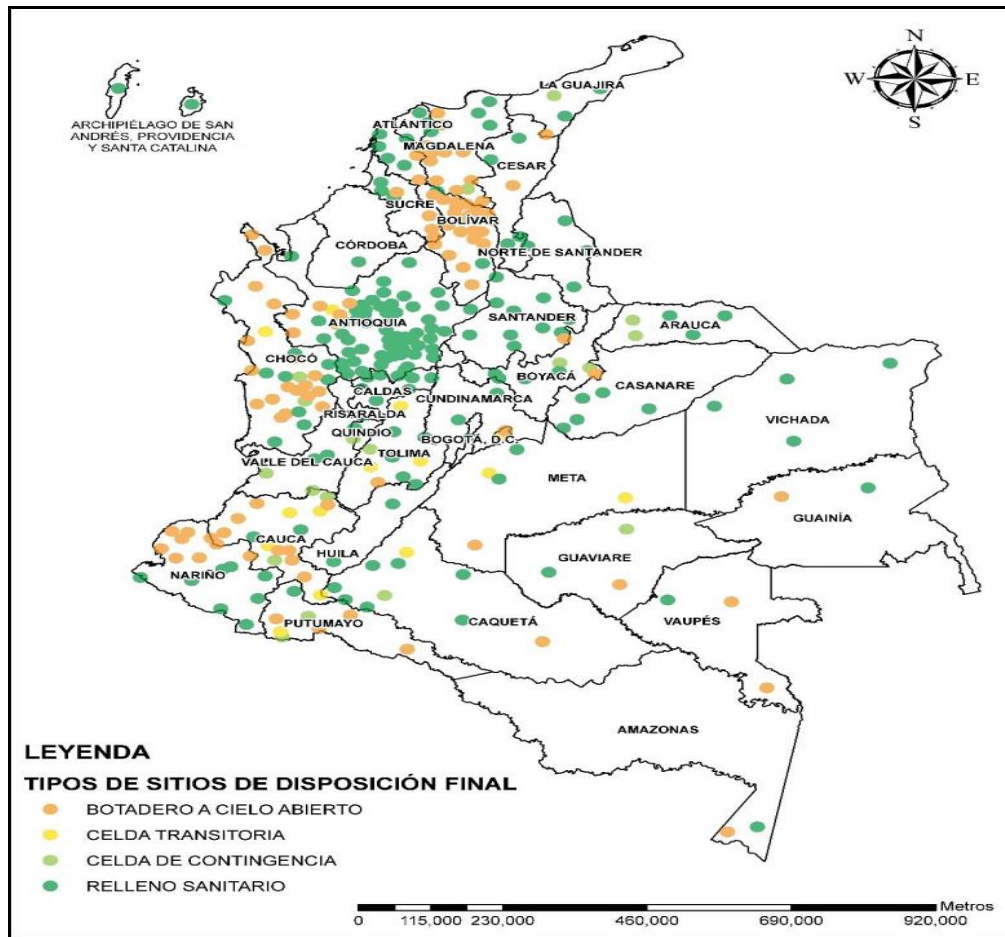 N
W
E
S
ARCHIPIÉLAGO DE SAN
ANDRÉS, PROVIDENCIA
Y SANTA CATALINA
LA GUAJIRA
ATLÁNTICO
MAGDALENA
CESAR
SUCRE
BOLÍVAR
CÓRDOBA
NORTE DE SANTANDER
ANTIOQUIA
SANTANDER
ARAUCA
CHOCÓ
BOYACÁ
CASANARE
CALDAS
CUNDINAMARCA
RISARALDA
VICHADA
QUINDIO
BOGOTÁ, D.C.
TOLIMA
VALLE DEL CAUCA
META
GUAINÍA
CAUCA
HUILA
GUAVIARE
NARIÑO
PUTUMAYO
CAQUETÁ
VAUPÉS
AMAZONAS
LEYENDA
TIPOS DE SITIOS DE DISPOSICIÓN FINAL
BOTADERO A CIELO ABIERTO
CELDA TRANSITORIA
CELDA DE CONTINGENCIA
RELLENO SANITARIO
Metros
0 115,000 230,000 460,000 690,000 920,000